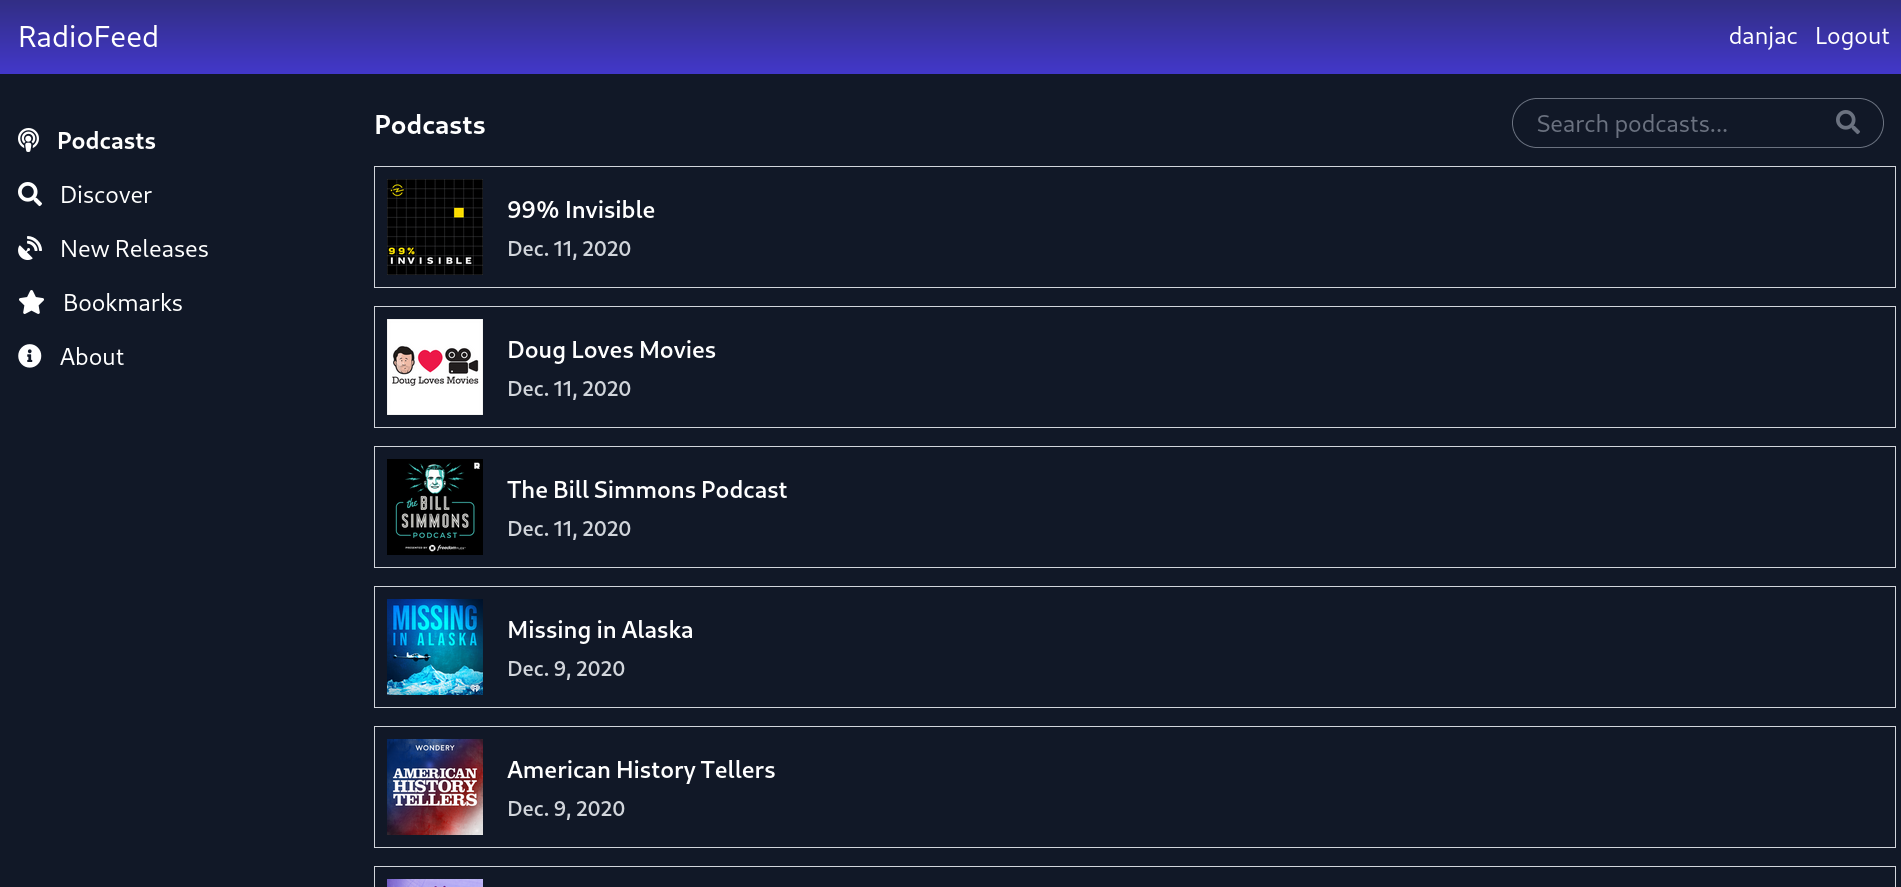 RadioFeed
danjac Logout
Podcasts
Discover
New Releases
Bookmarks
About
Podcasts
Search podcasts...
99%
INVISIBLE
99% Invisible
Dec. 11, 2020
Doug Loves Movies
Doug Loves Movies
Dec. 11, 2020
the
BILL
SIMMONS
PODCAST
The Bill Simmons Podcast
Dec. 11, 2020
MISSING
IN ALASKA
Missing in Alaska
Dec. 9, 2020
WONDERY
AMERICAN
HISTORY
TELLERS
American History Tellers
Dec. 9, 2020